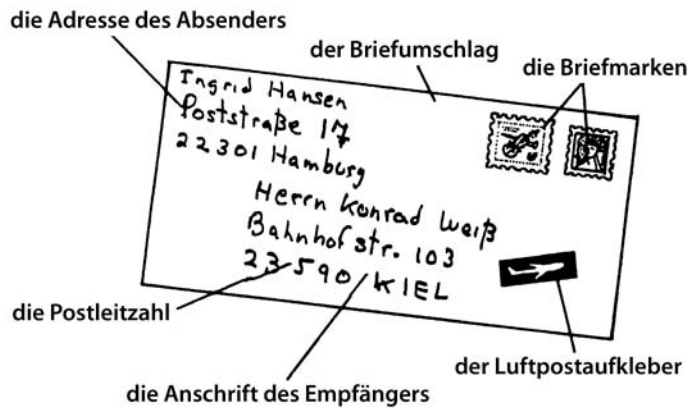 die Adresse des Absenders
der Briefumschlag
die Briefmarken
Ingrid Hansen
Poststraße 17
22301 Hamburg
Herrn Konrad Weiß
Bahnhofstr. 103
23590 KIEL
die Postleitzahl
der Luftpostaufkleber
die Anschrift des Empfängers